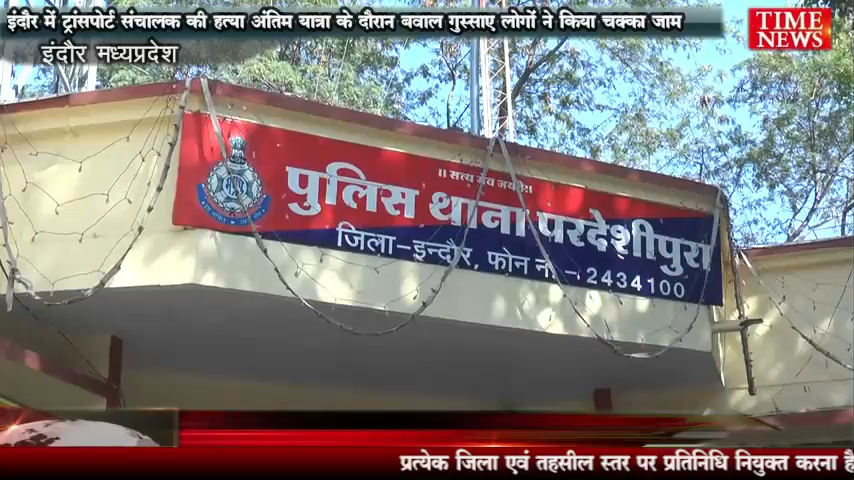 इंदौर में ट्रांसपोर्ट संचालक की हत्या अंतिम यात्रा के दौरान बवाल गुस्साए लोगों ने किया चक्का जाम
TIME
NEWS
इंदौर मध्यप्रदेश
॥ सत्य मेव जयते॥
पुलिस थाना परदेशीपुरा
जिला-इन्दौर, फोन नं.-2434100
प्रत्येक जिला एवं तहसील स्तर पर प्रतिनिधि नियुक्त करना है